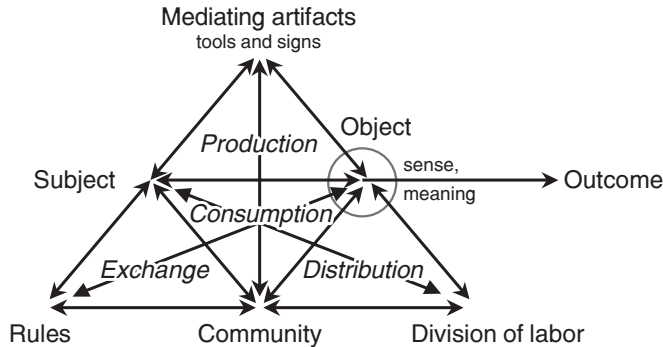 Mediating artifacts
tools and signs
Production
Object
Subject
sense,
meaning
Outcome
Consumption
Exchange
Distribution
Rules
Community
Division of labor